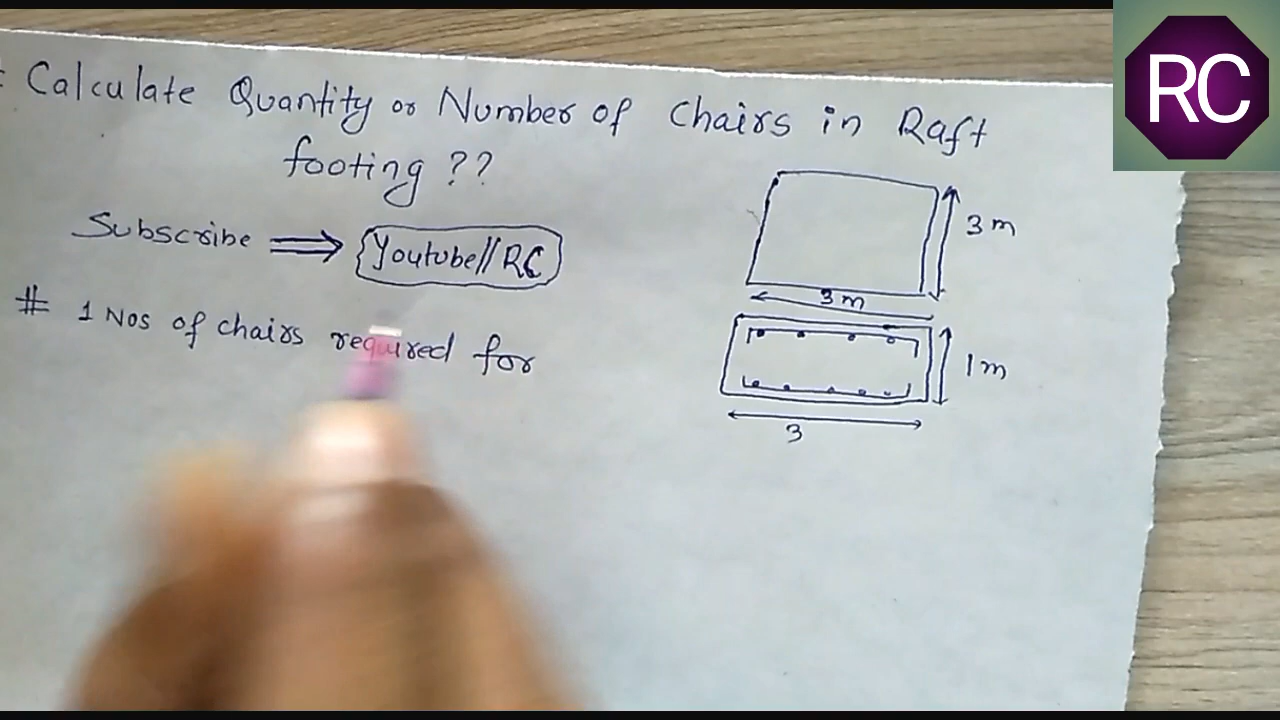 # Calculate Quantity or Number of Chairs in Raft
footing ??
Subscribe ⟹ Youtube//RC
# 1 Nos of chairs required for
3 m
3 m
1 m
3
RC